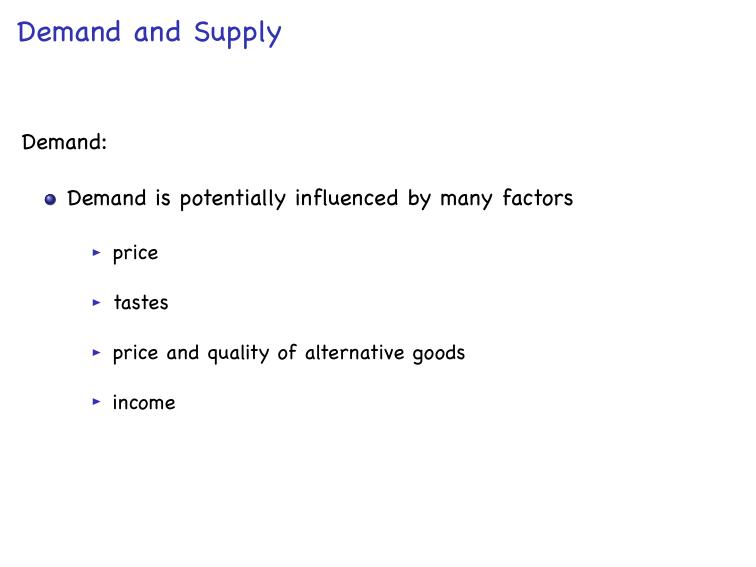 Demand and Supply
Demand:
Demand is potentially influenced by many factors
price
tastes
price and quality of alternative goods
income